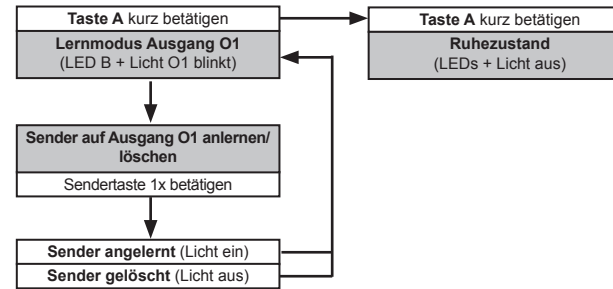 Taste A kurz betätigen
Lernmodus Ausgang O1
(LED B + Licht O1 blinkt)
Taste A kurz betätigen
Ruhezustand
(LEDs + Licht aus)
Sender auf Ausgang O1 anlernen/
löschen
Sendertaste 1x betätigen
Sender angelernt (Licht ein)
Sender gelöscht (Licht aus)